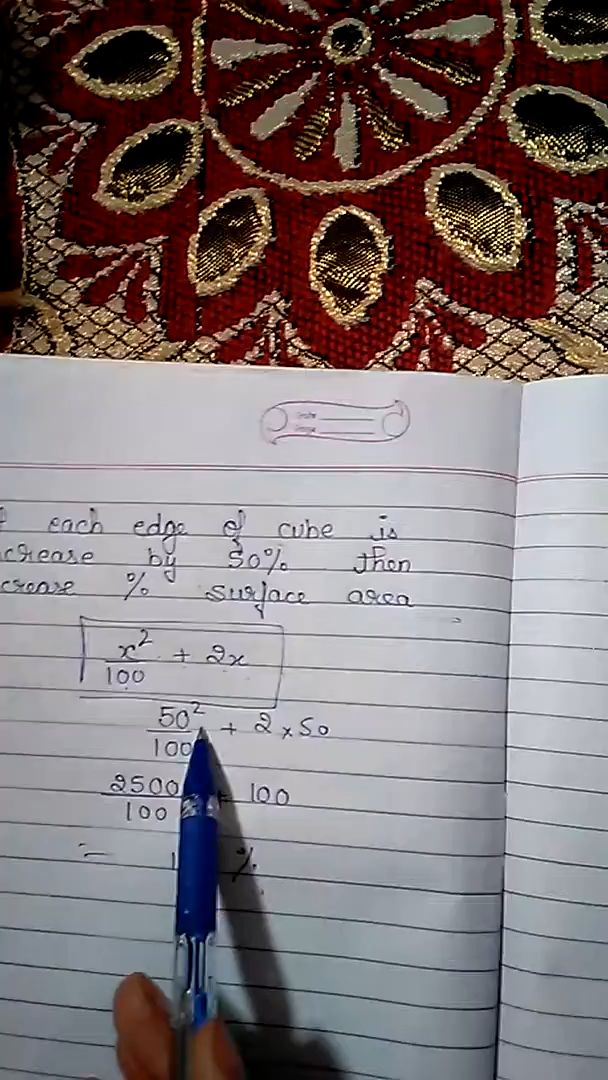 each edge of cube is
crease by 50% then
crease % surface area
x²/100 + 2x
50²/100 + 2 × 50
2500/100 + 100
= %